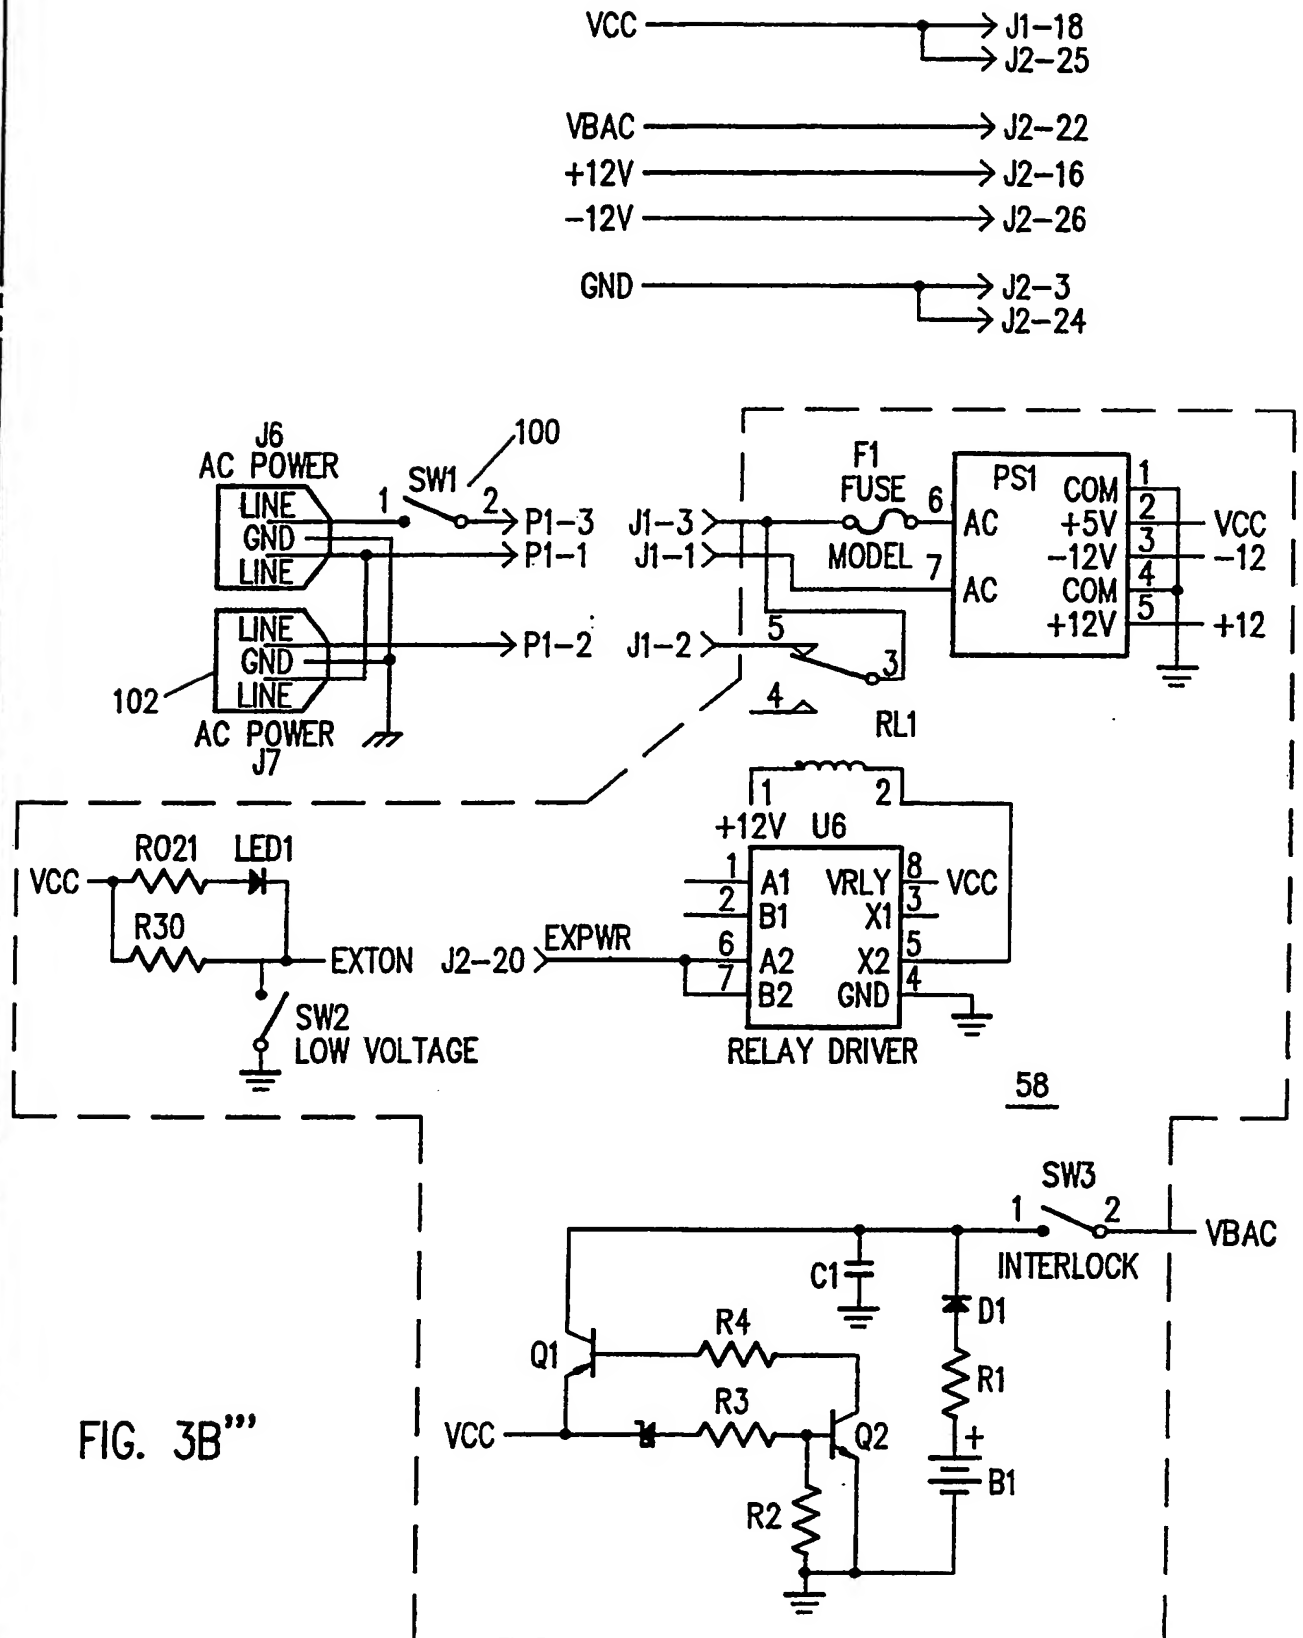 VCC J1-18
J2-25
VBAC J2-22
+12V J2-16
-12V J2-26
GND J2-3
J2-24
J6
AC POWER
LINE
GND
LINE
1 SW1 2
100
P1-3
P1-1
LINE
GND
LINE
AC POWER
J7
102
P1-2
J1-3
J1-1
J1-2
F1
FUSE
MODEL
6
7
PS1
AC
AC
COM 1
+5V 2 VCC
-12V 3 -12
COM 4
+12V 5 +12
5
3
4
RL1
1 2
+12V U6
1 A1 VRLY 8 VCC
2 B1 X1 3
6 A2 X2 5
7 B2 GND 4
RELAY DRIVER
RO21 LED1
VCC
R30
EXTON
SW2
LOW VOLTAGE
J2-20 EXPWR
58
SW3
1 2
VBAC
INTERLOCK
C1
D1
R4
Q1
R1
R3
VCC
Q2
+
B1
R2
FIG. 3B'''